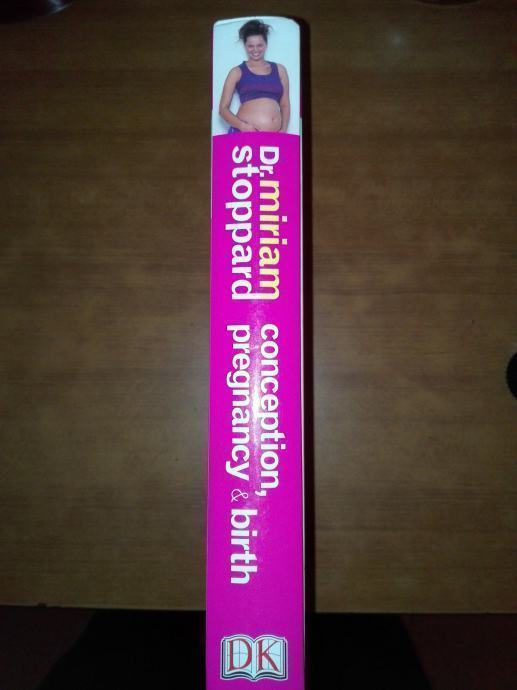 Dr. miriam
stoppard
conception,
pregnancy & birth
DK